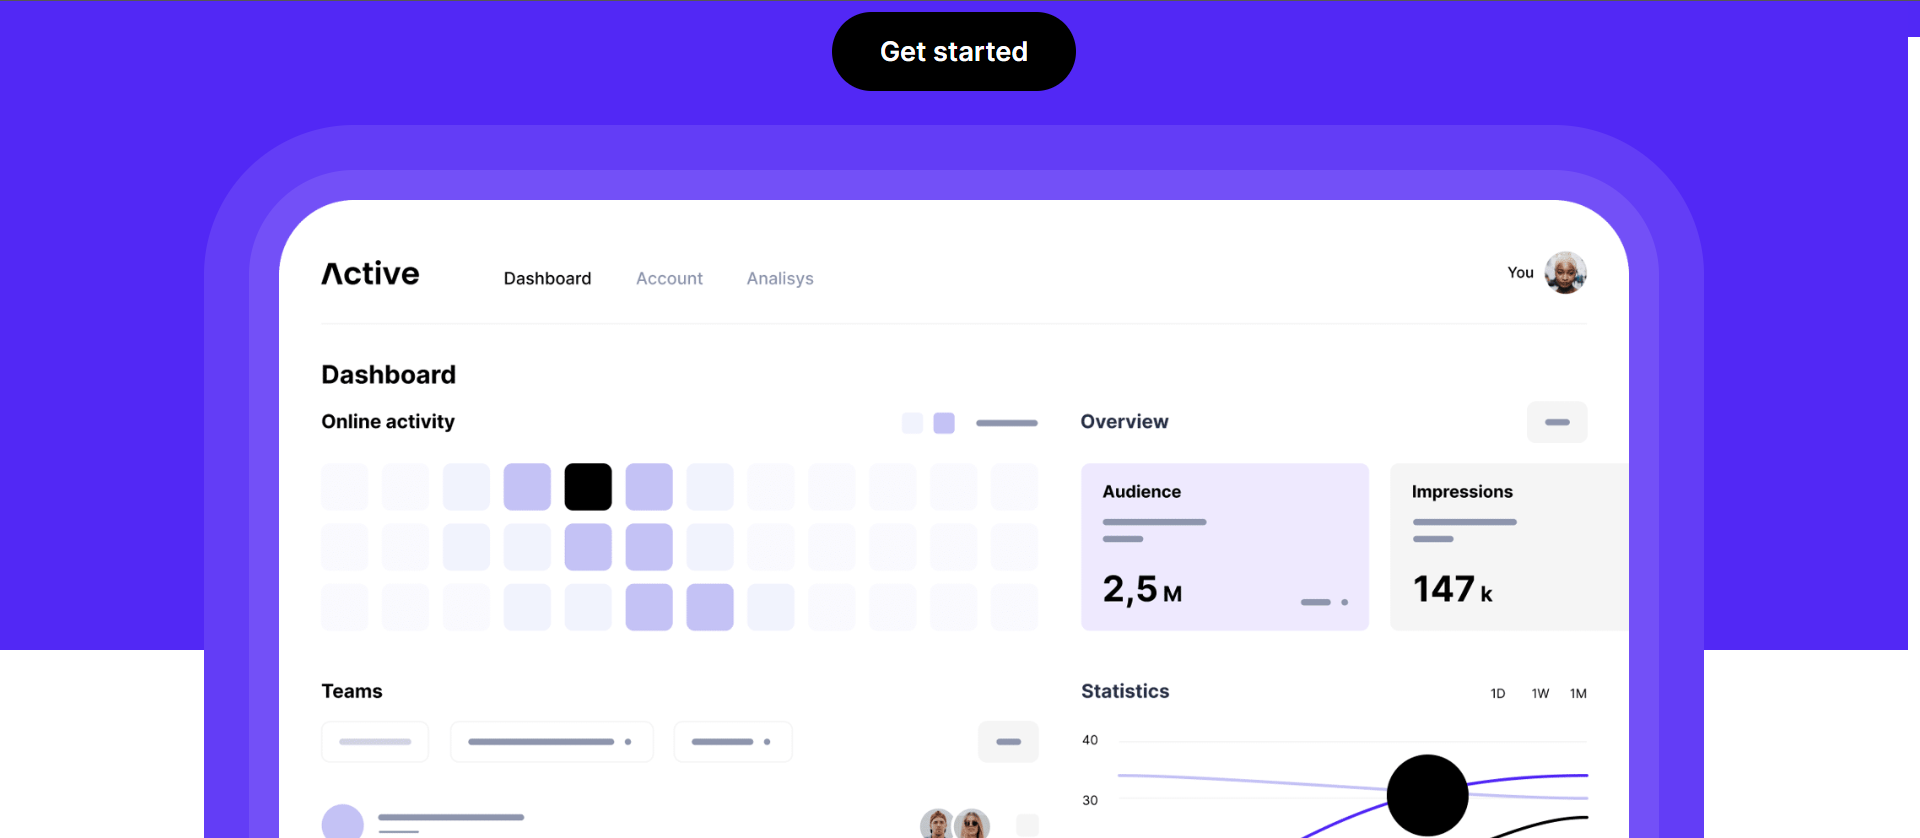 Get started
Active
Dashboard
Account
Analisys
You
Dashboard
Online activity
Overview
Audience
2,5 M
Impressions
147 k
Teams
Statistics
1D
1W
1M
40
30